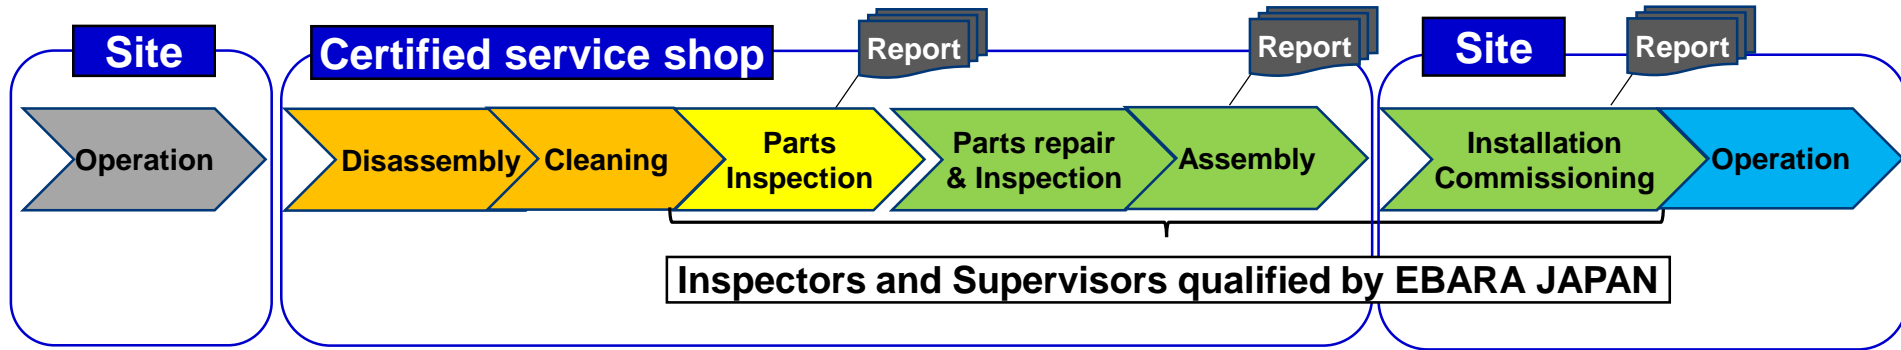 Site
Certified service shop
Report
Report
Site
Report
Operation
Disassembly
Cleaning
Parts
Inspection
Parts repair
& Inspection
Assembly
Installation
Commissioning
Operation
Inspectors and Supervisors qualified by EBARA JAPAN